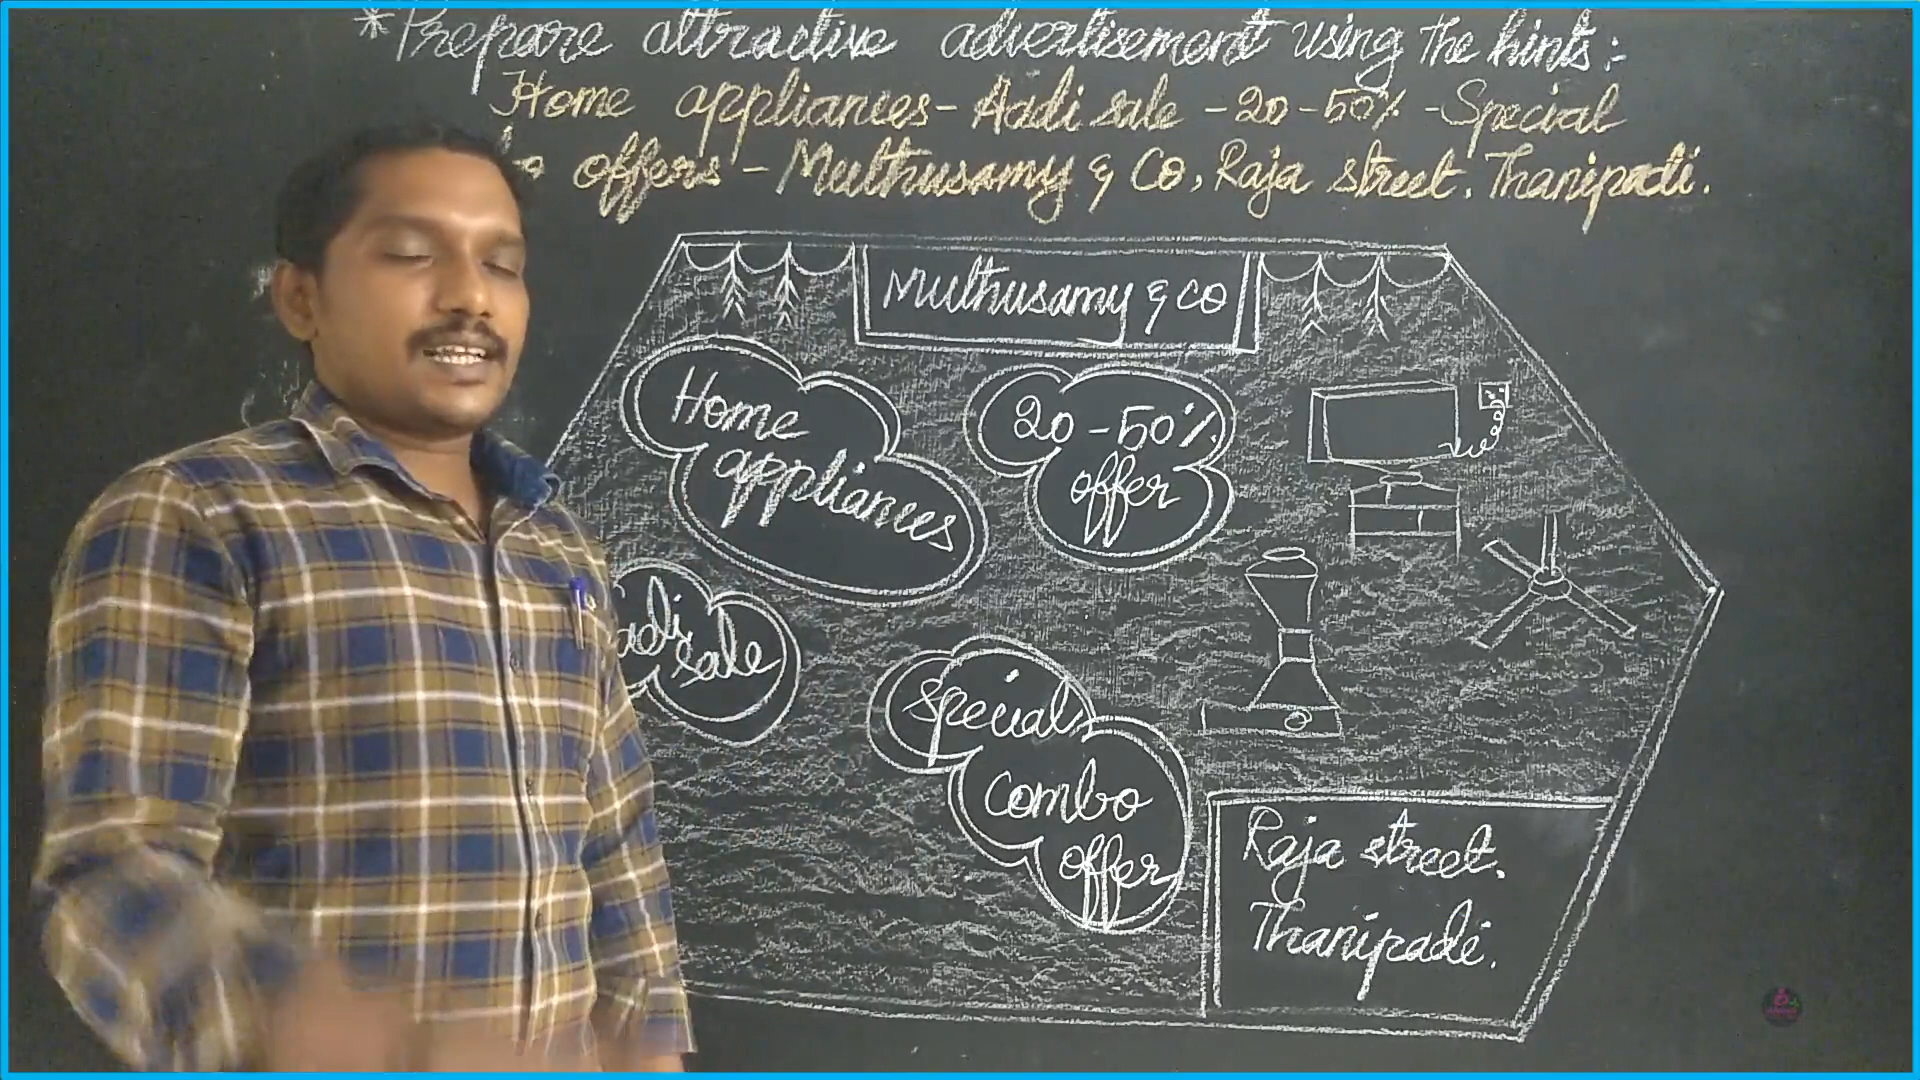 *Prepare attractive advertisement using the hints:-
Home appliances - Aadi sale - 20-50% - Special
offers - Muthusamy & Co, Raja street. Thanipadi.
Muthusamy & co
Home
appliances
20-50%
offer
sale
Special
combo
offer
Raja street.
Thanipadi.